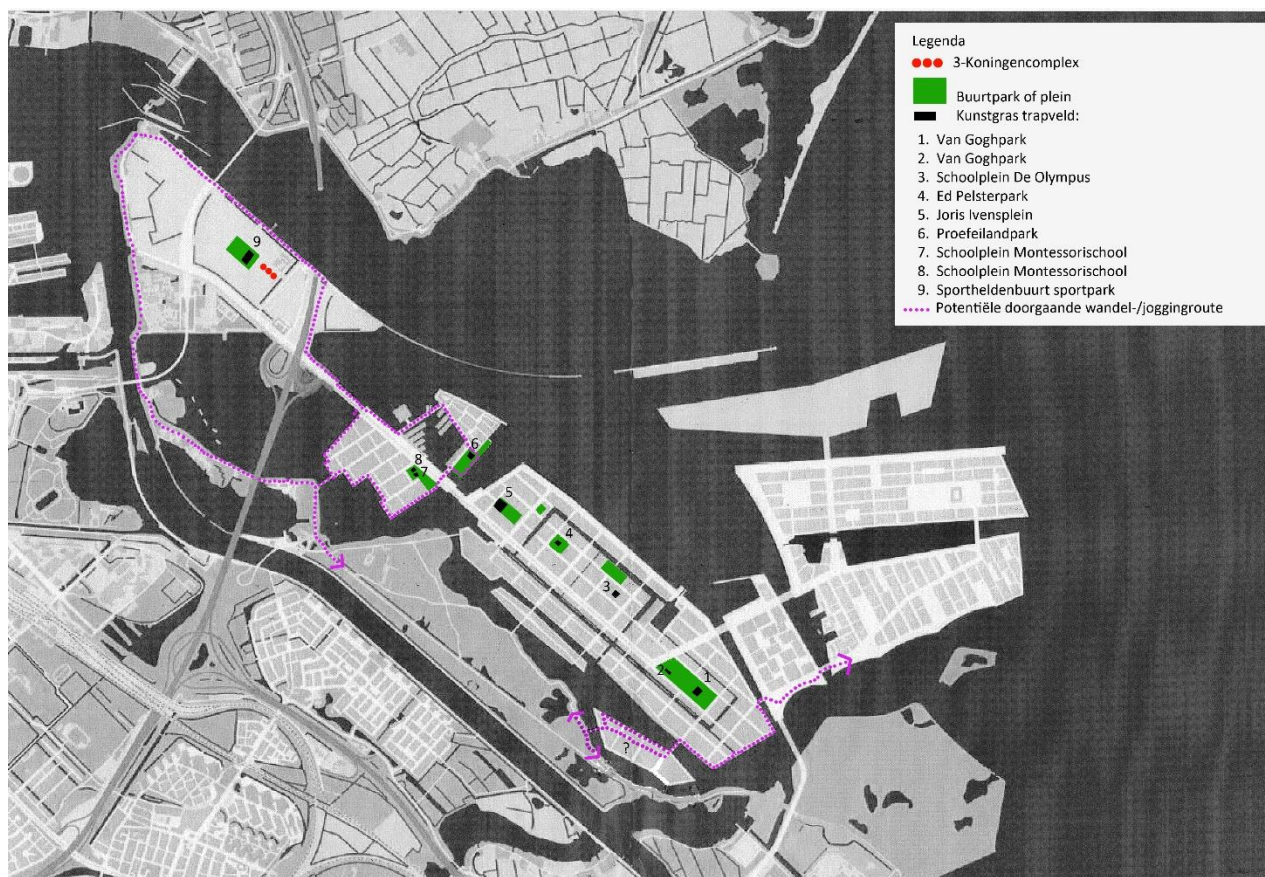 Legenda
3-Koningencomplex
Buurtpark of plein
Kunstgras trapveld:
1. Van Goghpark
2. Van Goghpark
3. Schoolplein De Olympus
4. Ed Pelsterpark
5. Joris Ivensplein
6. Proefeilandpark
7. Schoolplein Montessorischool
8. Schoolplein Montessorischool
9. Sportheldenbuurt sportpark
Potentiële doorgaande wandel-/joggingroute
9
6
8
7
5
4
3
2
1
?